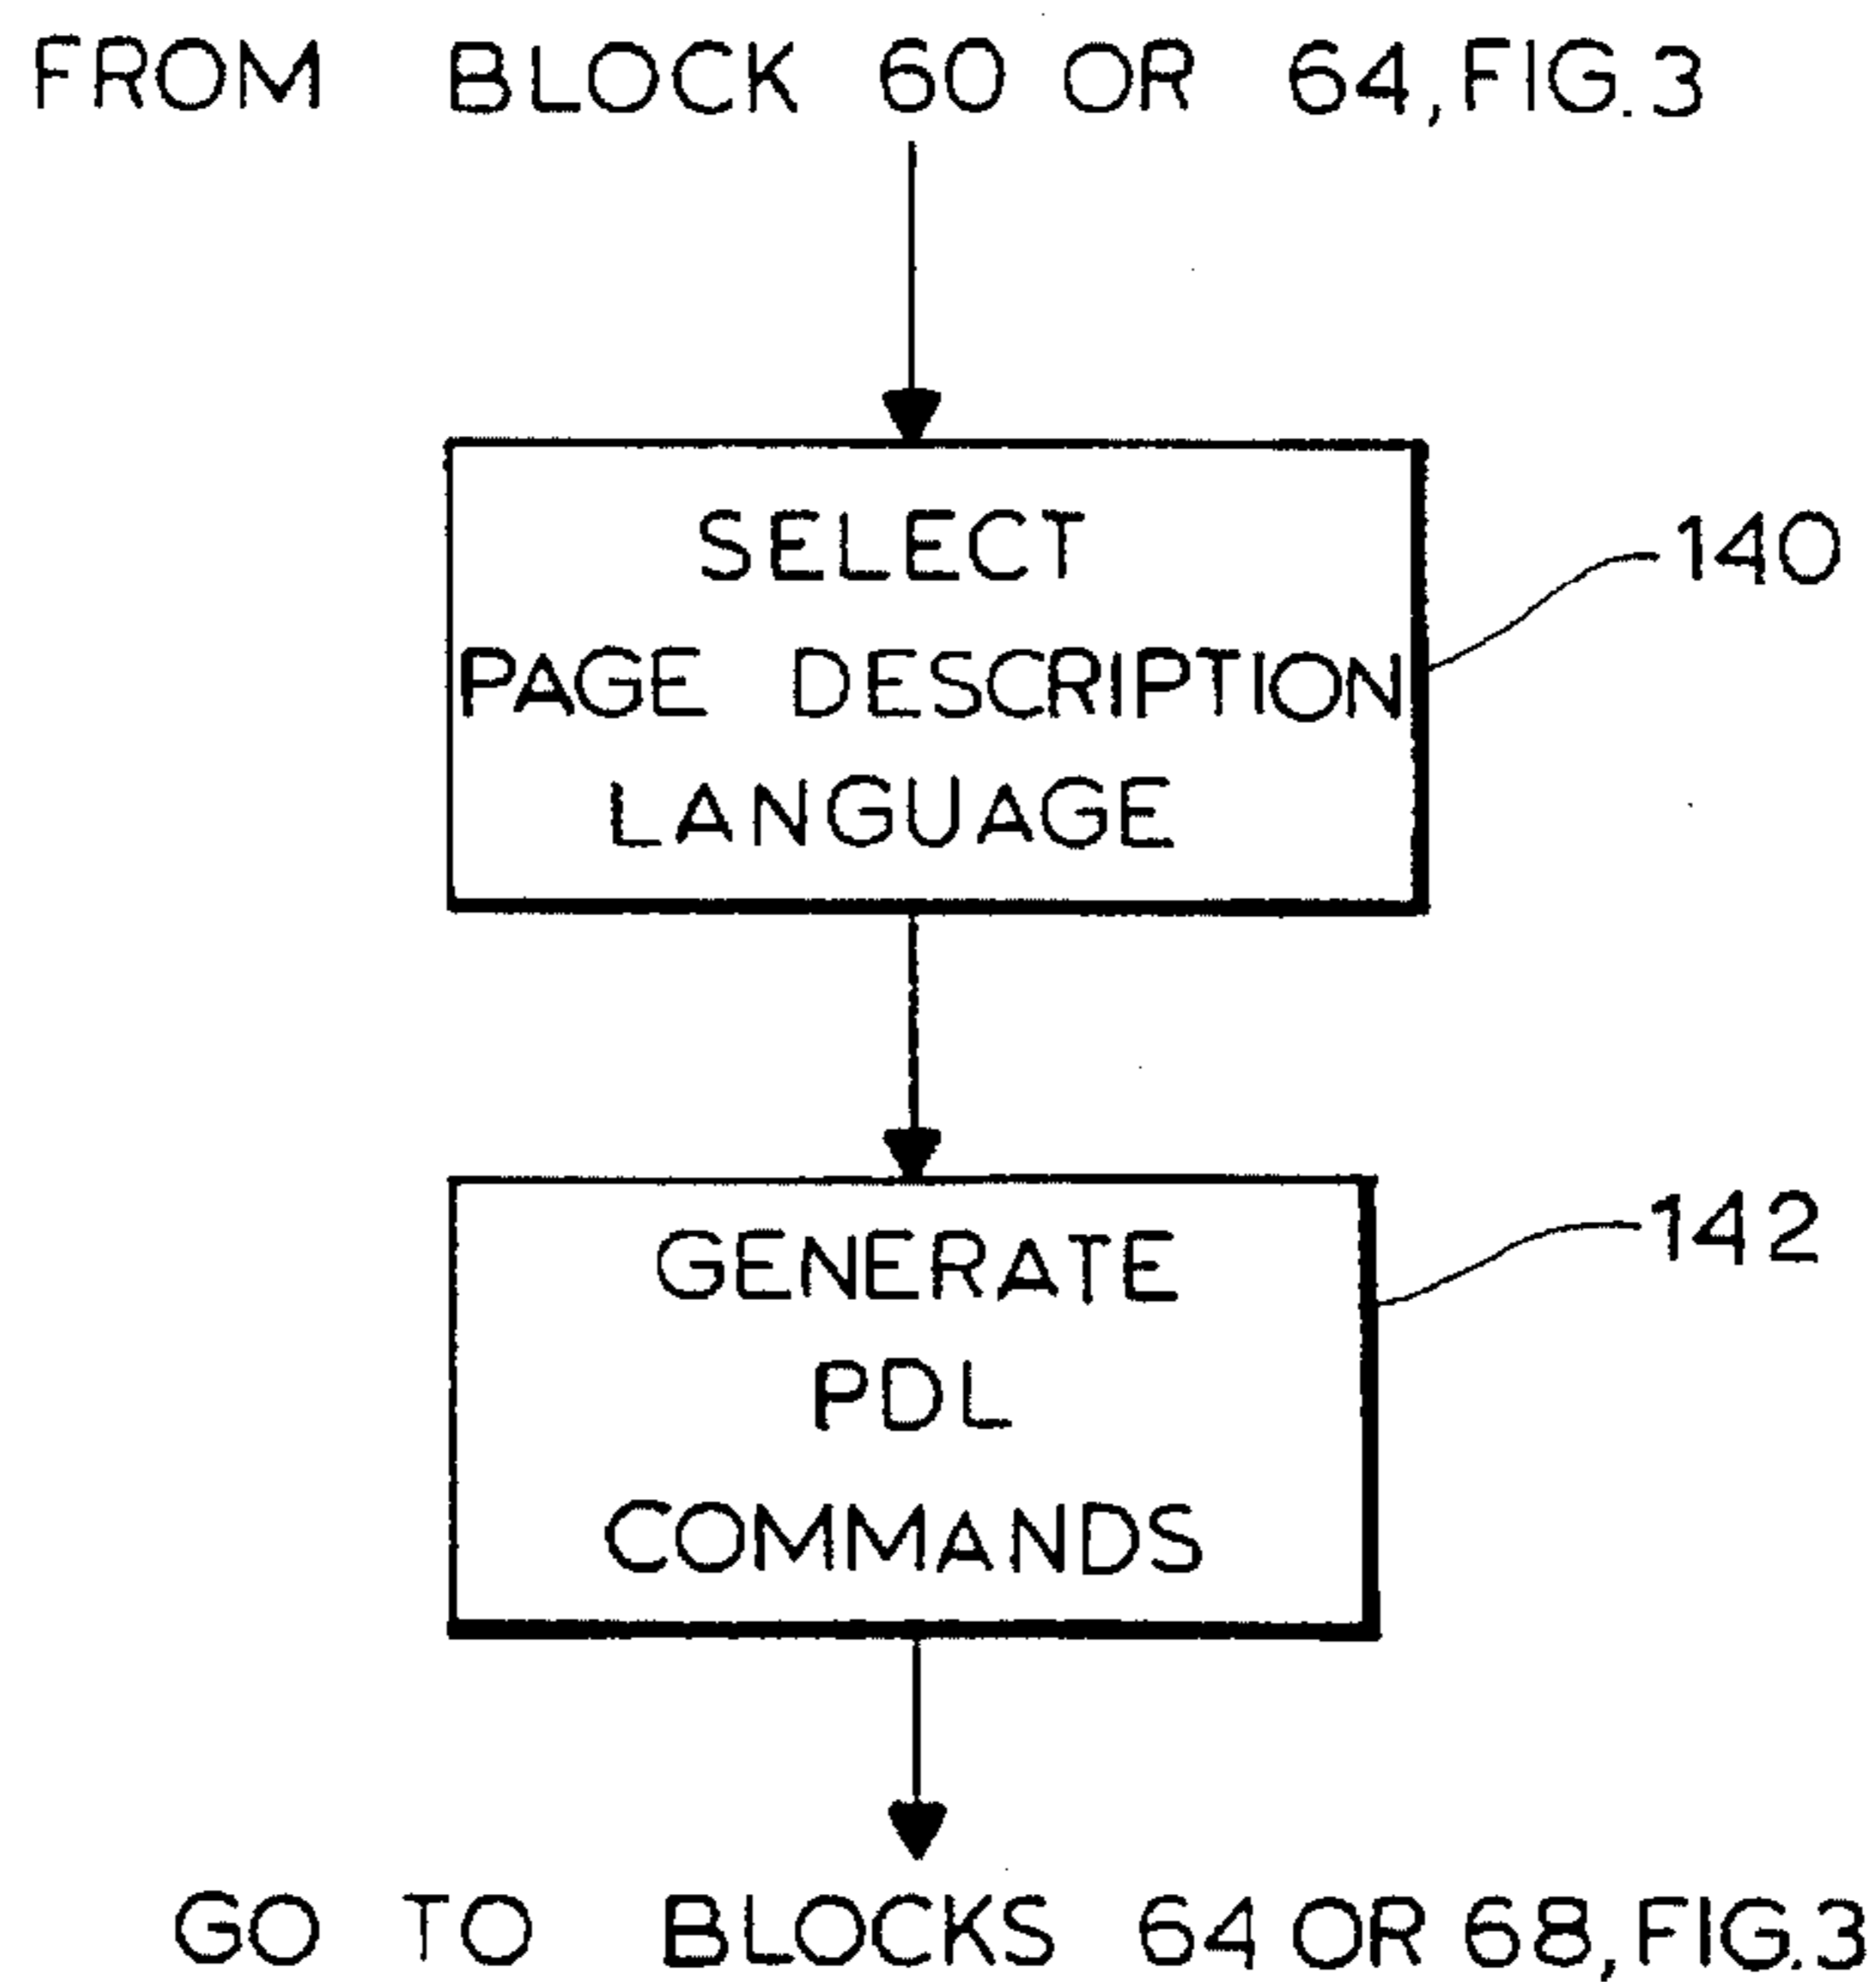 FROM BLOCK 60 OR 64, FIG. 3
SELECT
PAGE DESCRIPTION
LANGUAGE
140
GENERATE
PDL
COMMANDS
142
GO TO BLOCKS 64 OR 68, FIG. 3